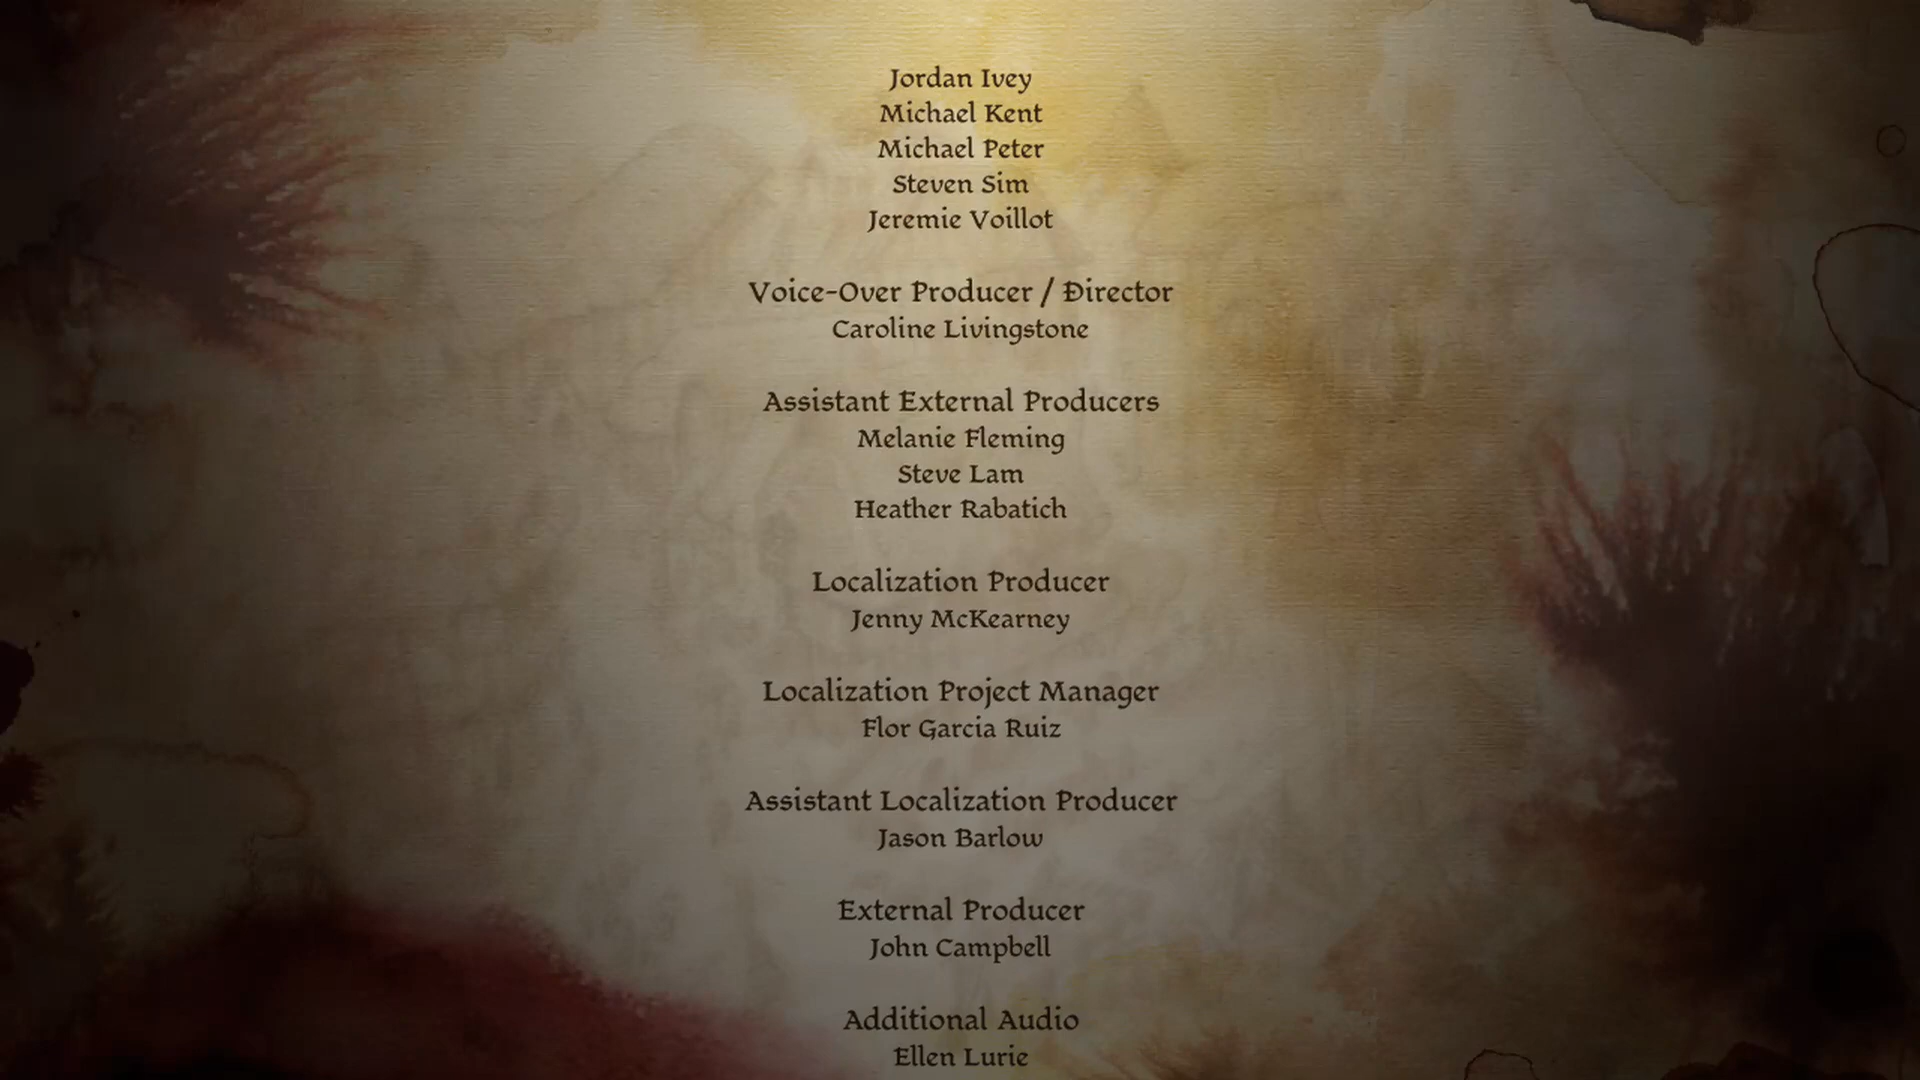 Jordan Ivey
Michael Kent
Michael Peter
Steven Sim
Jeremie Voillot
Voice-Over Producer / Director
Caroline Livingstone
Assistant External Producers
Melanie Fleming
Steve Lam
Heather Rabatich
Localization Producer
Jenny McKearney
Localization Project Manager
Flor Garcia Ruiz
Assistant Localization Producer
Jason Barlow
External Producer
John Campbell
Additional Audio
Ellen Lurie